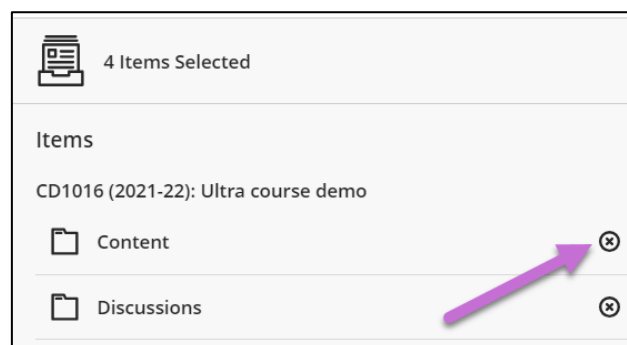 4 Items Selected
Items
CD1016 (2021-22): Ultra course demo
Content
Discussions